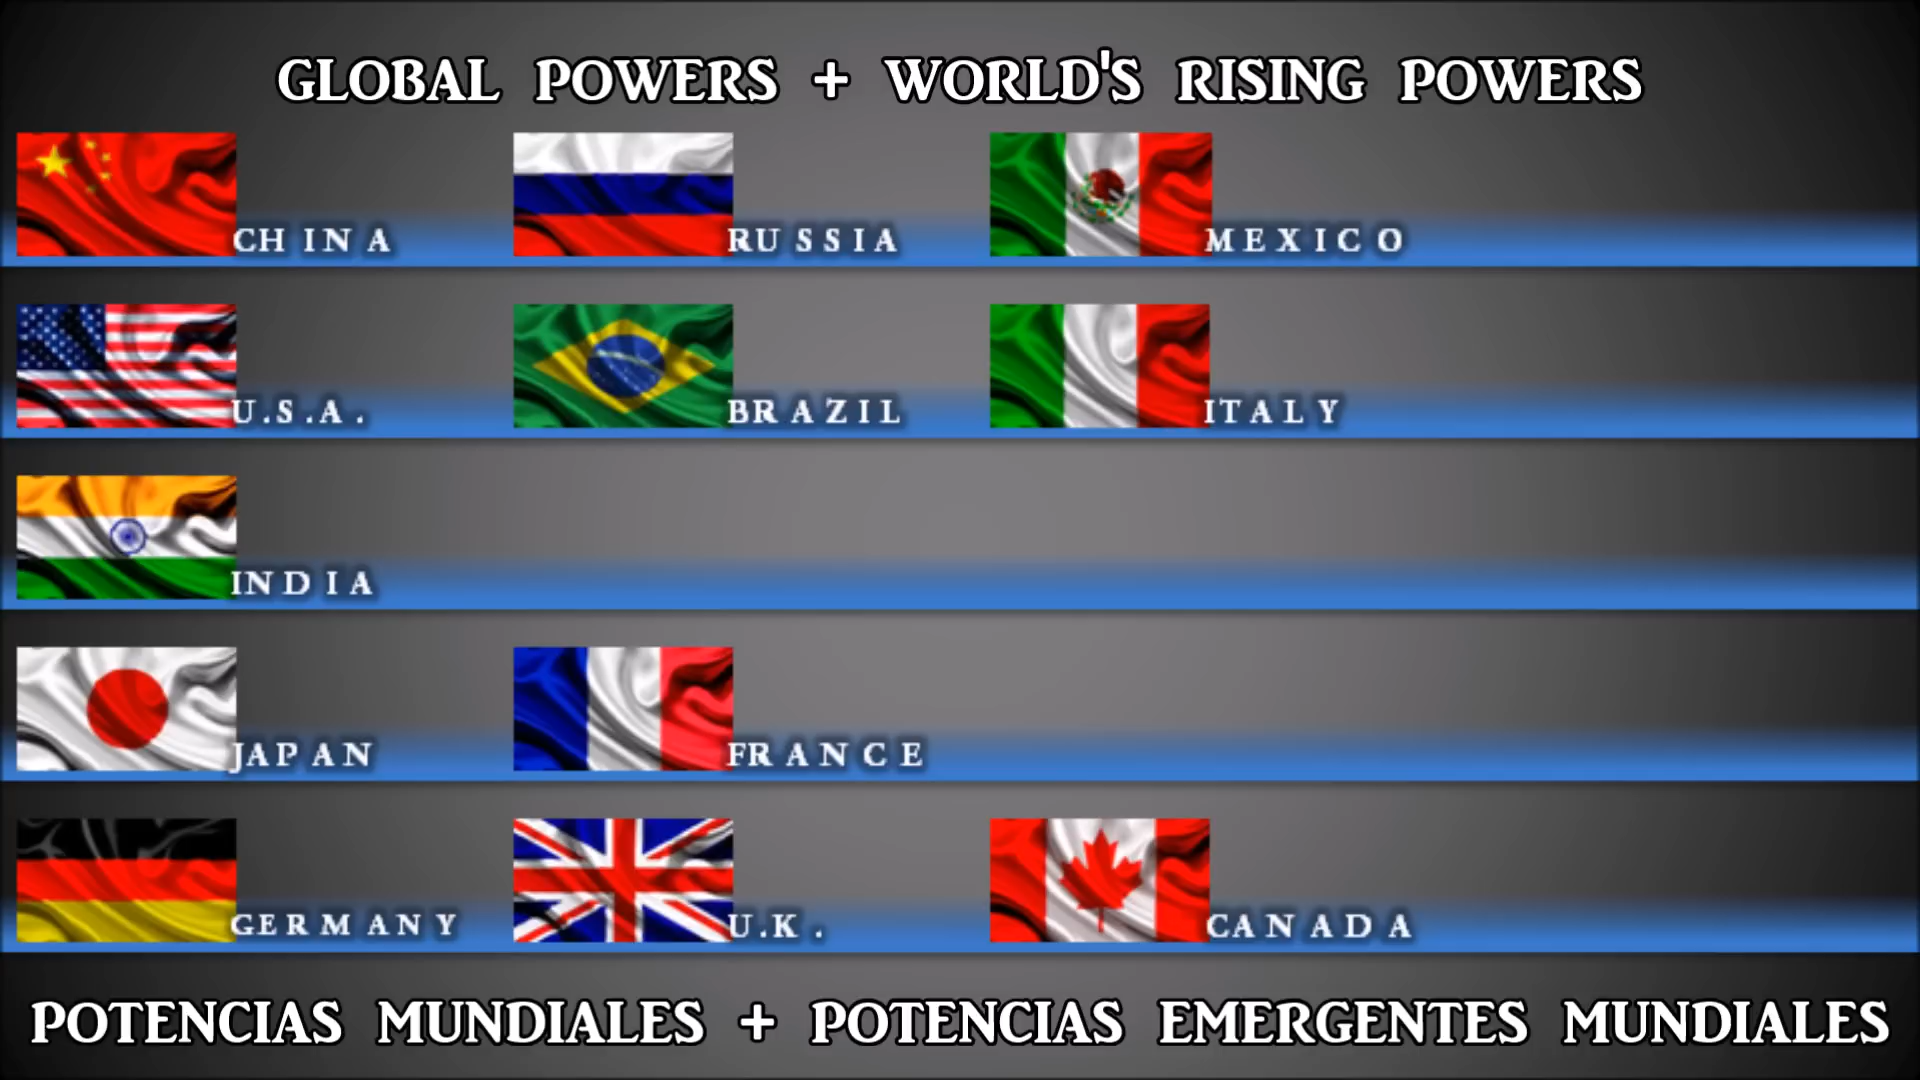 GLOBAL POWERS + WORLD'S RISING POWERS
CHINA RUSSIA MEXICO
U.S.A. BRAZIL ITALY
INDIA
JAPAN FRANCE
GERMANY U.K. CANADA
POTENCIAS MUNDIALES + POTENCIAS EMERGENTES MUNDIALES